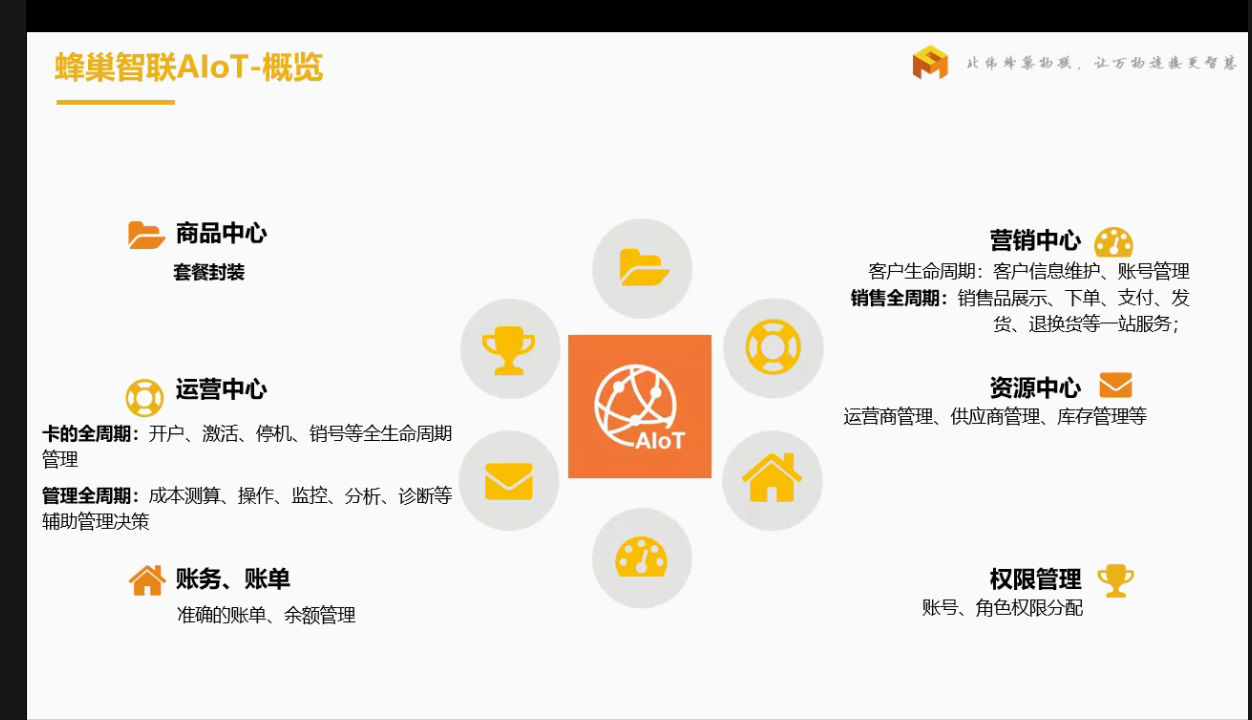 蜂巢智联AIoT-概览
北伟蜂巢物联，让万物连接更智慧
商品中心
套餐封装
运营中心
卡的全周期：开户、激活、停机、销号等全生命周期
管理
管理全周期：成本测算、操作、监控、分析、诊断等
辅助管理决策
账务、账单
准确的账单、余额管理
AIoT
营销中心
客户生命周期：客户信息维护、账号管理
销售全周期：销售品展示、下单、支付、发
货、退换货等一站服务；
资源中心
运营商管理、供应商管理、库存管理等
权限管理
账号、角色权限分配